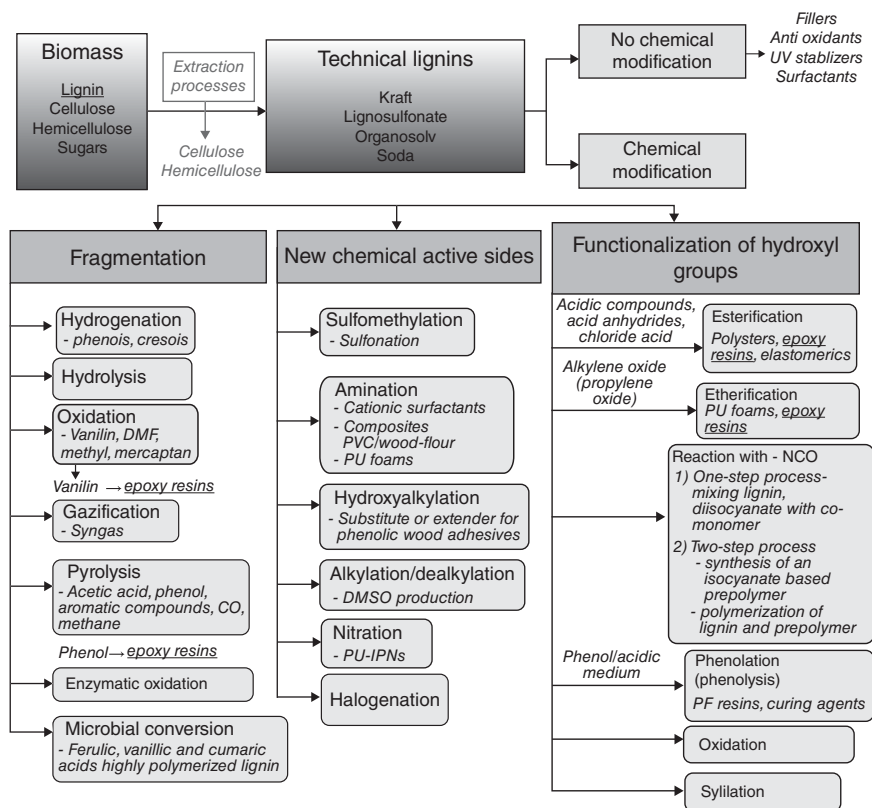 Biomass
Lignin
Cellulose
Hemicellulose
Sugars
Extraction
processes
Cellulose
Hemicellulose
Technical lignins
Kraft
Lignosulfonate
Organosolv
Soda
No chemical
modification
Fillers
Anti oxidants
UV stablizers
Surfactants
Chemical
modification
Fragmentation
Hydrogenation
- phenois, cresois
Hydrolysis
Oxidation
- Vanilin, DMF,
methyl, mercaptan
Vanilin → epoxy resins
Gazification
- Syngas
Pyrolysis
- Acetic acid, phenol,
aromatic compounds, CO,
methane
Phenol → epoxy resins
Enzymatic oxidation
Microbial conversion
- Ferulic, vanillic and cumaric
acids highly polymerized lignin
New chemical active sides
Sulfomethylation
- Sulfonation
Amination
- Cationic surfactants
- Composites
PVC/wood-flour
- PU foams
Hydroxyalkylation
- Substitute or extender for
phenolic wood adhesives
Alkylation/dealkylation
- DMSO production
Nitration
- PU-IPNs
Halogenation
Functionalization of hydroxyl
groups
Acidic compounds,
acid anhydrides,
chloride acid
Esterification
Polysters, epoxy
resins, elastomerics
Alkylene oxide
(propylene
oxide)
Etherification
PU foams, epoxy
resins
Reaction with - NCO
1) One-step process-
mixing lignin,
diisocyanate with co-
monomer
2) Two-step process
- synthesis of an
isocyanate based
prepolymer
- polymerization of
lignin and prepolymer
Phenol/acidic
medium
Phenolation
(phenolysis)
PF resins, curing agents
Oxidation
Sylilation